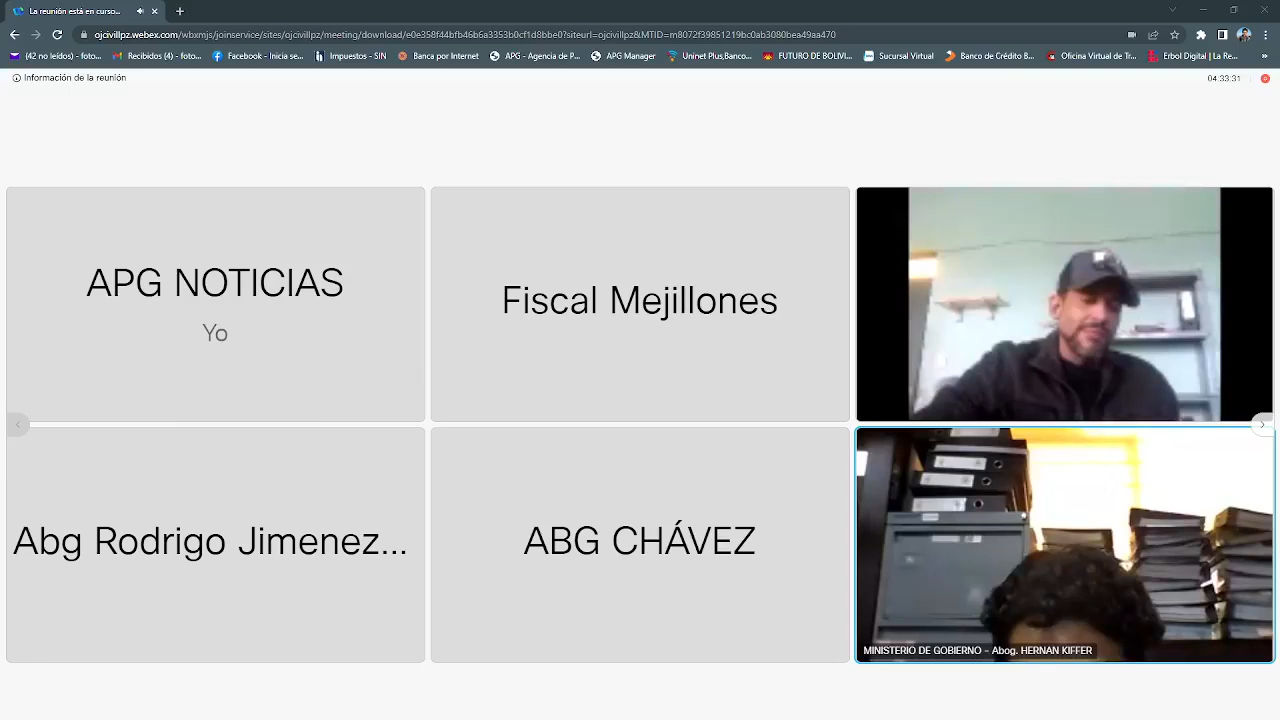 La reunión está en curso...
ojcivillpz.webex.com/wbxmjs/joinservice/sites/ojcivillpz/meeting/download/e0e358f44bfb46b6a3353b0cf1d65be0?siteurl=ojcivillpz&MTID=m8072f39851219bc0ab3080bea49aa470
(42 no leídos) - foto...
Recibidos (4) - foto...
Facebook - Inicia se...
Impuestos - SIN
Banca por Internet
APG - Agencia de P...
APG Manager
Uninet Plus,Banco...
FUTURO DE BOLIVI...
Sucursal Virtual
Banco de Crédito B...
Oficina Virtual de Tr...
Erbol Digital | La Re...
Información de la reunión
04:33:31
APG NOTICIAS
Yo
Fiscal Mejillones
Abg Rodrigo Jimenez...
ABG CHÁVEZ
MINISTERIO DE GOBIERNO - Abog. HERNAN KIFFER